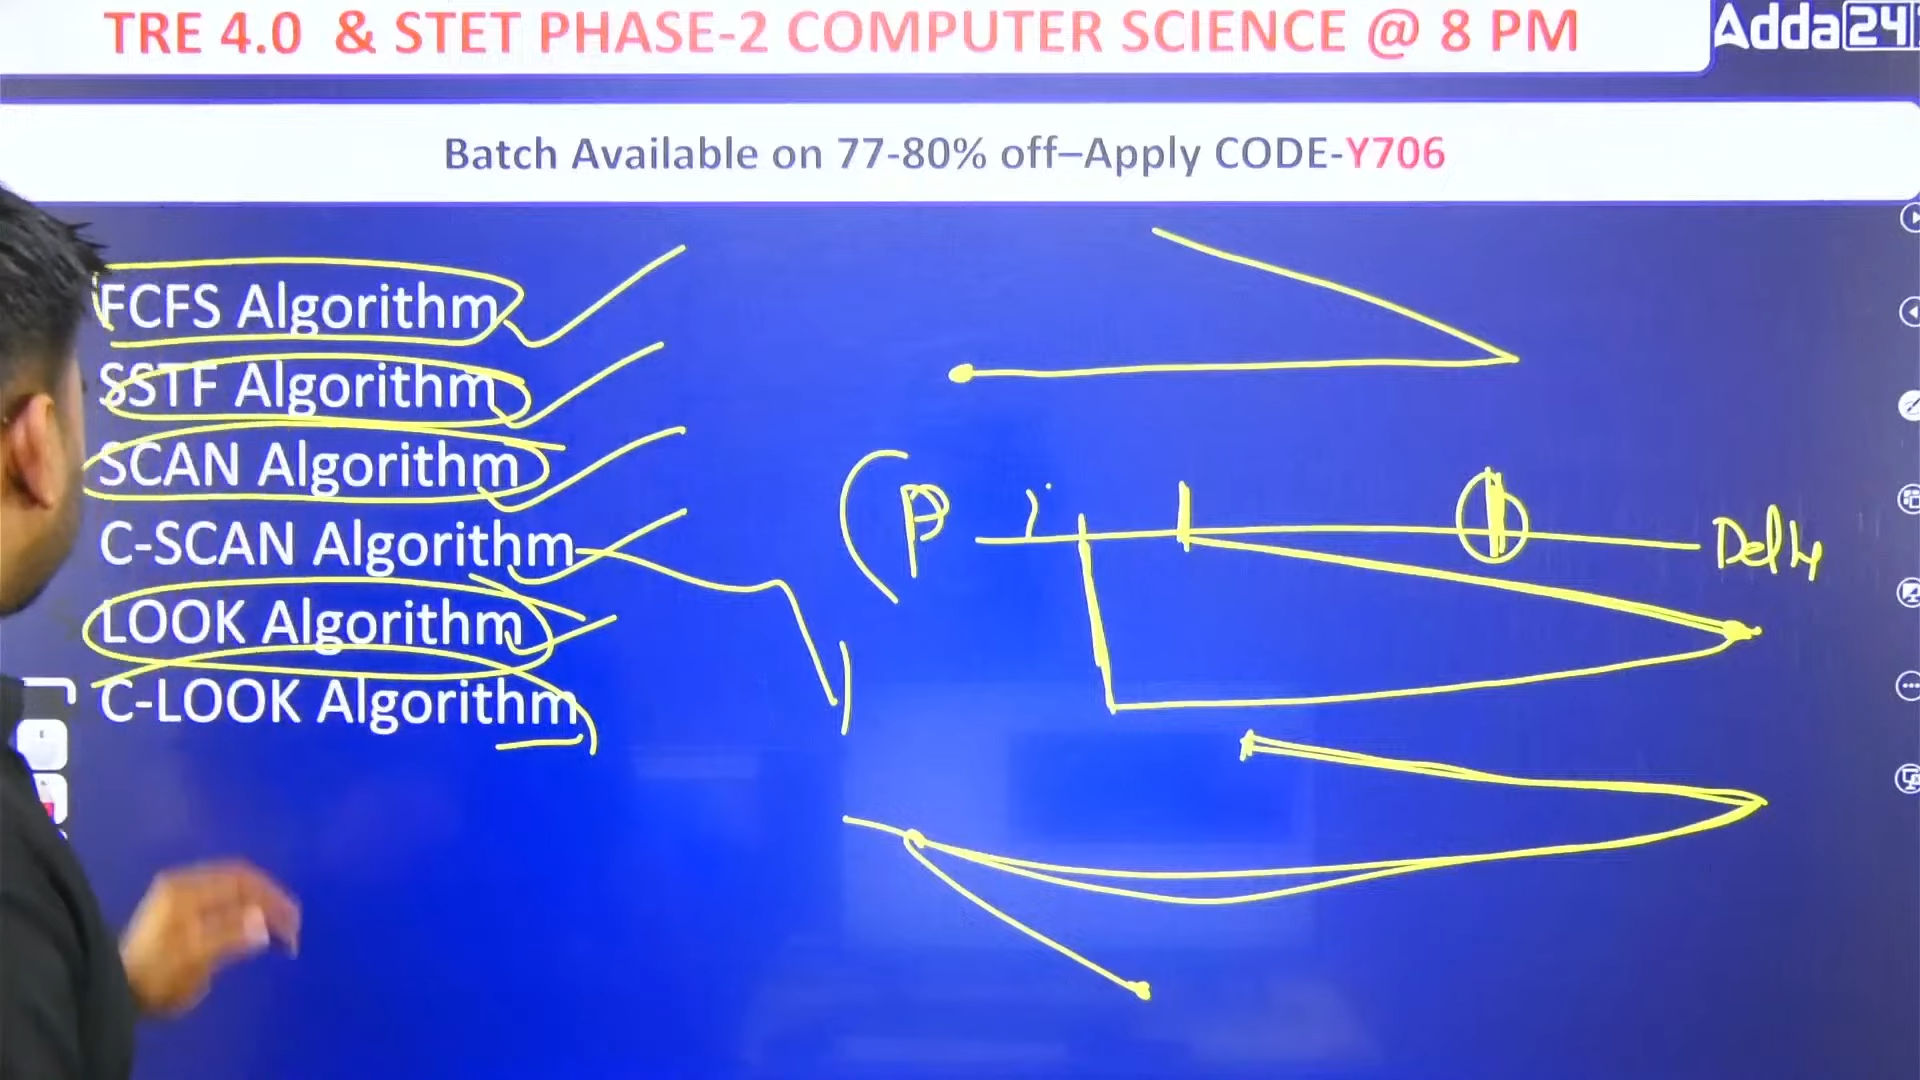 TRE 4.0 & STET PHASE-2 COMPUTER SCIENCE @ 8 PM
Adda24
Batch Available on 77-80% off–Apply CODE-Y706
FCFS Algorithm
SSTF Algorithm
SCAN Algorithm
C-SCAN Algorithm
LOOK Algorithm
C-LOOK Algorithm
P
Delhi